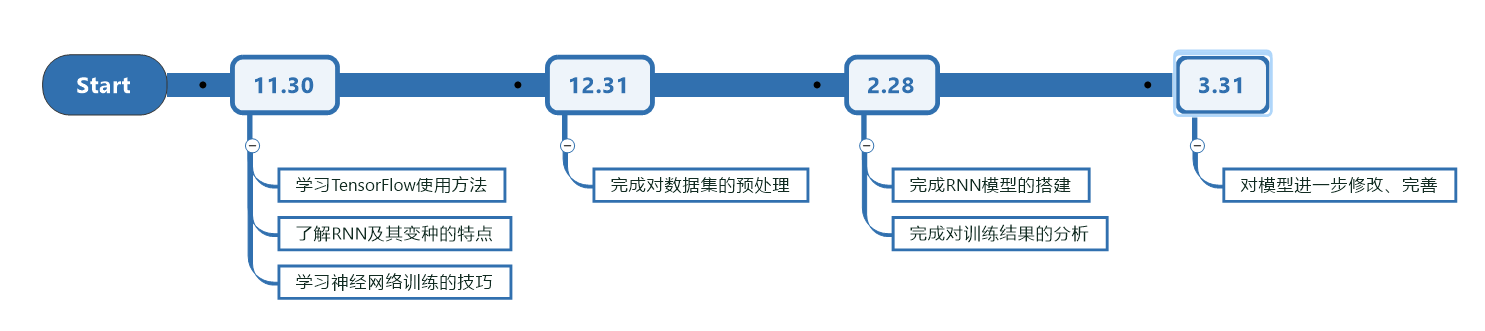 Start
11.30
12.31
2.28
3.31
学习TensorFlow使用方法
了解RNN及其变种的特点
学习神经网络训练的技巧
完成对数据集的预处理
完成RNN模型的搭建
完成对训练结果的分析
对模型进一步修改、完善